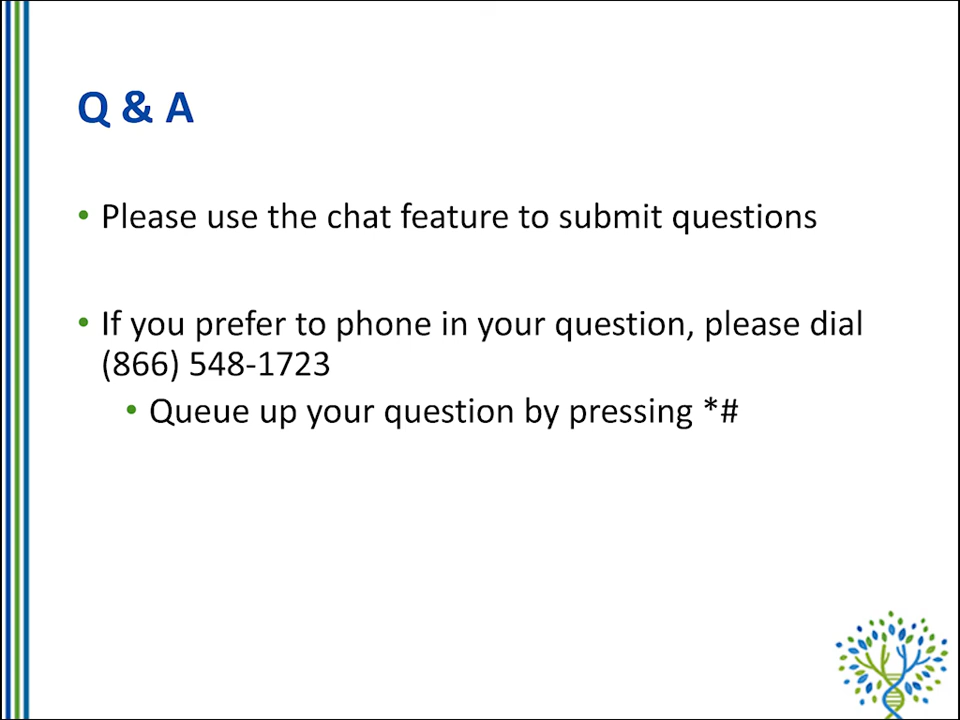 Q & A
• Please use the chat feature to submit questions
• If you prefer to phone in your question, please dial
(866) 548-1723
• Queue up your question by pressing *#